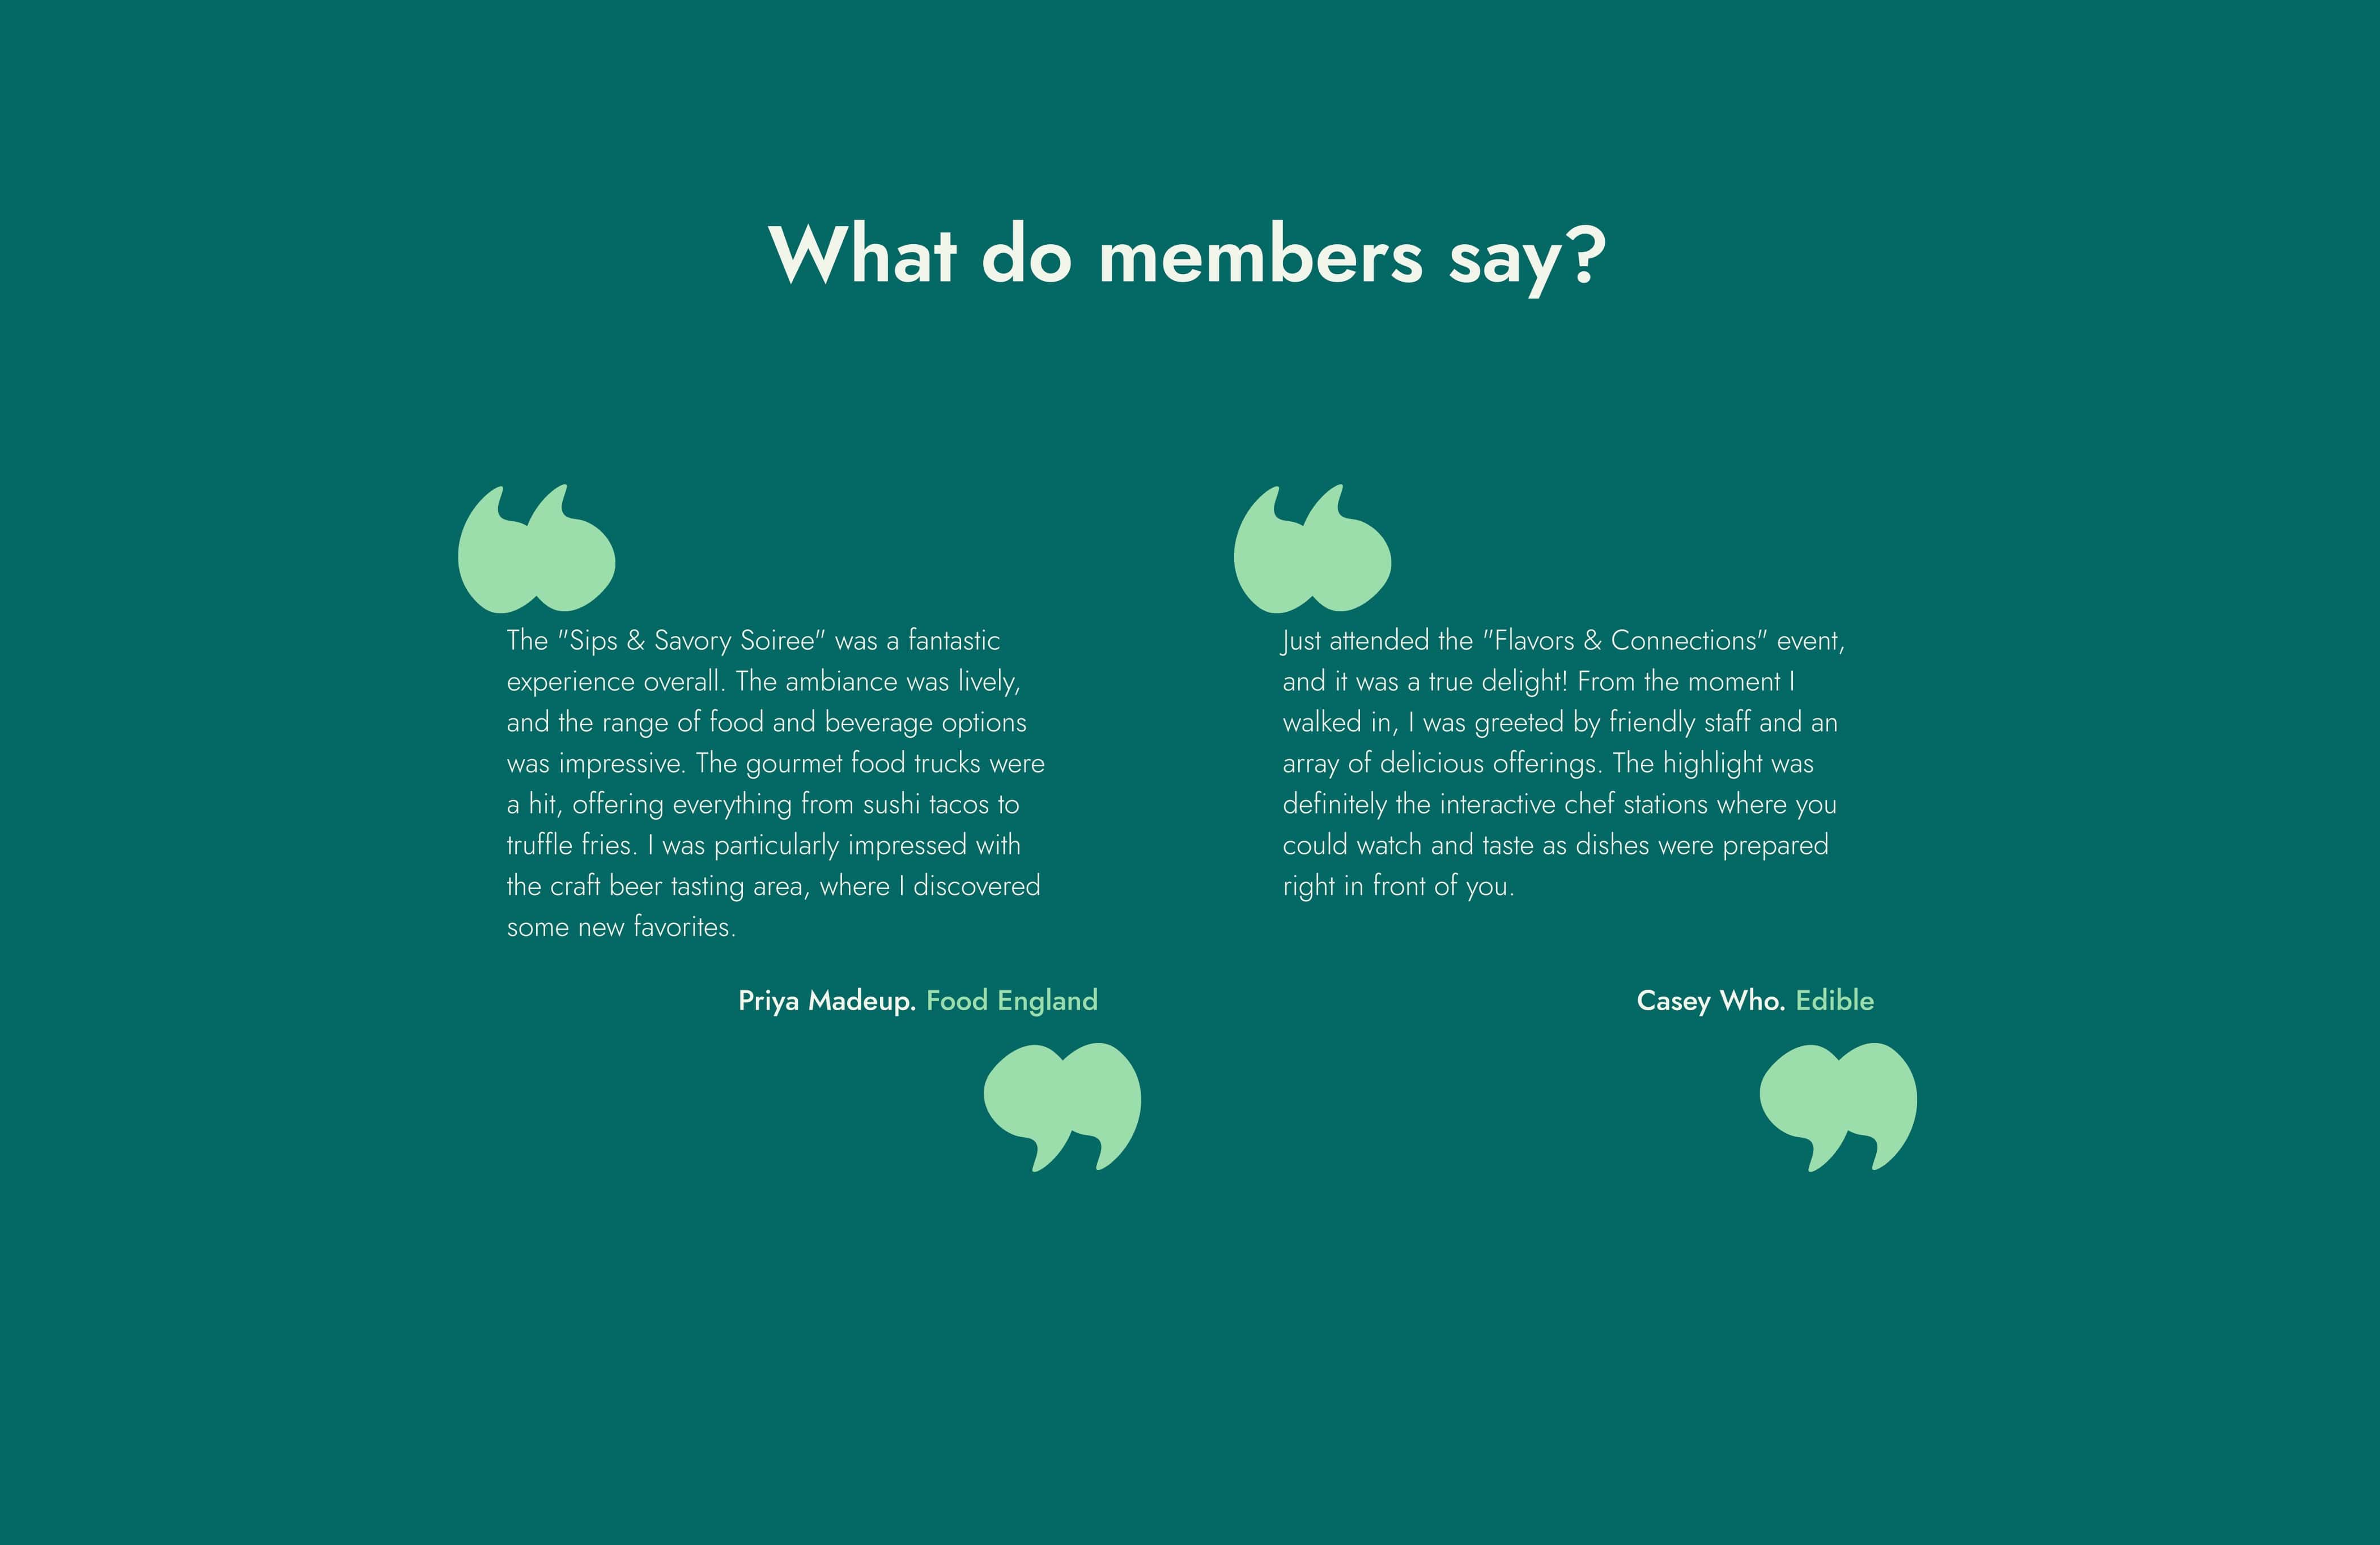 What do members say?
The "Sips & Savory Soiree" was a fantastic
experience overall. The ambiance was lively,
and the range of food and beverage options
was impressive. The gourmet food trucks were
a hit, offering everything from sushi tacos to
truffle fries. I was particularly impressed with
the craft beer tasting area, where I discovered
some new favorites.
Priya Madeup. Food England
Just attended the "Flavors & Connections" event,
and it was a true delight! From the moment I
walked in, I was greeted by friendly staff and an
array of delicious offerings. The highlight was
definitely the interactive chef stations where you
could watch and taste as dishes were prepared
right in front of you.
Casey Who. Edible